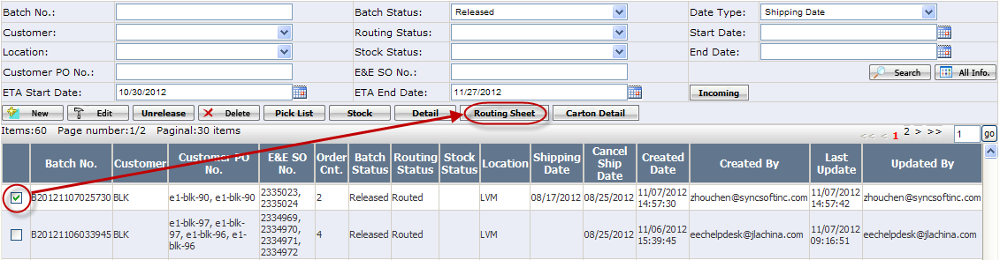 Batch No.: Batch Status: Released Date Type: Shipping Date
Customer: Routing Status: Start Date:
Location: Stock Status: End Date:
Customer PO No.: E&E SO No.: Search All Info.
ETA Start Date: 10/30/2012 ETA End Date: 11/27/2012 Incoming
New Edit Unrelease Delete Pick List Stock Detail Routing Sheet Carton Detail
Items:60 Page number:1/2 Paginal:30 items << < 1 2 > >> 1 go
Batch No. Customer Customer PO No. E&E SO No. Order Cnt. Batch Status Routing Status Stock Status Location Shipping Date Cancel Ship Date Created Date Created By Last Update Updated By
B20121107025730 BLK e1-blk-90, e1-blk-90 2335023, 2335024 2 Released Routed LVM 08/17/2012 08/25/2012 11/07/2012 14:57:30 zhouchen@syncsoftinc.com 11/07/2012 14:57:42 zhouchen@syncsoftinc.com
B20121106033945 BLK e1-blk-97, e1-blk-97, e1-blk-96, e1-blk-96 2334969, 2334970, 2334971, 2334972 4 Released Routed LVM 08/25/2012 11/06/2012 15:39:45 eechelpdesk@jlachina.com 11/07/2012 09:16:51 eechelpdesk@jlachina.com